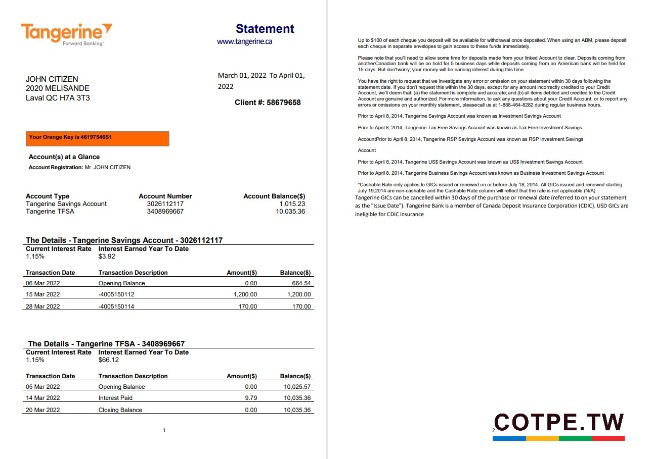 Tangerine
Forward Banking
Statement
www.tangerine.ca
JOHN CITIZEN
2020 MELISANDE
Laval QC H7A 3T3
March 01, 2022 To April 01,
2022
Client #: 58679658
Your Orange Key is 4619754651
Account(s) at a Glance
Account Registration: Mr. JOHN CITIZEN
Account Type Account Number Account Balance($)
Tangerine Savings Account 3026112117 1,015.23
Tangerine TFSA 3408969667 10,035.36
The Details - Tangerine Savings Account - 3026112117
Current Interest Rate Interest Earned Year To Date
1.15% $3.92
Transaction Date Transaction Description Amount($) Balance($)
06 Mar 2022 Opening Balance 0.00 664.54
15 Mar 2022 -4005150112 1,200.00 1,200.00
28 Mar 2022 -4005150114 170.00 170.00
The Details - Tangerine TFSA - 3408969667
Current Interest Rate Interest Earned Year To Date
1.15% $66.12
Transaction Date Transaction Description Amount($) Balance($)
05 Mar 2022 Opening Balance 0.00 10,025.57
14 Mar 2022 Interest Paid 9.79 10,035.36
20 Mar 2022 Closing Balance 0.00 10,035.36
1
Up to $100 of each cheque you deposit will be available for withdrawal once deposited. When using an ABM, please deposit
each cheque in separate envelopes to gain access to these funds immediately.
Please note that you'll need to allow some time for deposits made from your linked Account to clear. Deposits coming from
anotherCanadian bank will be on hold for 5 business days while deposits coming from an American bank will be held for
15 days. But don'tworry; your money will be earning interest during this time.
You have the right to request that we investigate any error or omission on your statement within 30 days following the
statement date. If you don't request this within the 30 days, except for any amount incorrectly credited to your
Account, we'll deem that: (a) the statement is complete and accurate; and (b) all items debited and credited to the
Account are genuine and authorized. For more information, to ask any questions about your Account, or to report any
errors or omissions on your monthly statement, pleasecall us at 1-888-464-8282 during regular business hours.
Prior to April 8, 2014, Tangerine Savings Account was known as Investment Savings Account
Prior to April 8, 2014, Tangerine Tax Free Savings Account was known as Tax Free Investment Savings
AccountPrior to April 8, 2014, Tangerine RSP Savings Account was known as RSP Investment Savings
Account
Prior to April 8, 2014, Tangerine US$ Savings Account was known as US$ Investment Savings Account
Prior to April 8, 2014, Tangerine Business Savings Account was known as Business Investment Savings Account
*Cashable Rate only applies to GICs issued or renewed on or before July 18, 2014. All GICs issued and renewed starting
July 19,2014 are non-cashable and the Cashable Rate column will reflect that the rate is not applicable (N/A).
Tangerine GICs can be cancelled within 30 days of the purchase or renewal date (referred to on your statement
as the "Issue Date"). Tangerine Bank is a member of Canada Deposit Insurance Corporation (CDIC). USD GICs are
ineligible for CDIC insurance
COTPE.TW